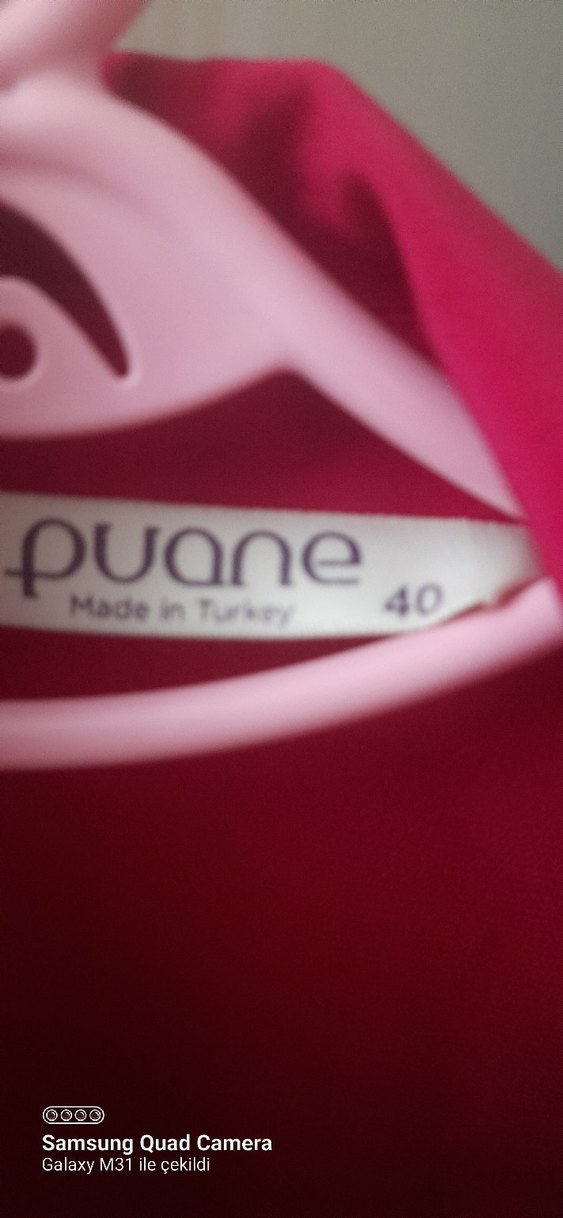 puane
Made in Turkey
40
Samsung Quad Camera
Galaxy M31 ile çekildi